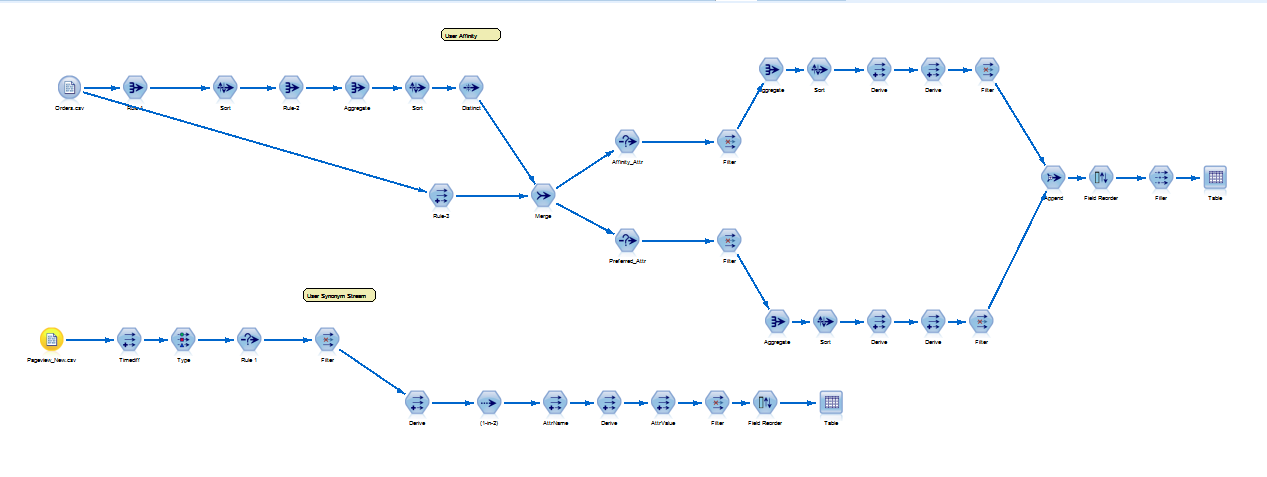 User Affinity
Orders.csv
Rule-1
Sort
Rule-2
Aggregate
Sort
Distinct
Aggregate
Sort
Derive
Derive
Filter
Affinity_Attr
Filter
Rule-3
Merge
Append
Field Reorder
Filler
Table
Preferred_Attr
Filter
User Synonym Stream
Aggregate
Sort
Derive
Derive
Filter
Pageview_New.csv
Timediff
Type
Rule 1
Filter
Derive
(1-in-2)
AttrName
Derive
AttrValue
Filter
Field Reorder
Table